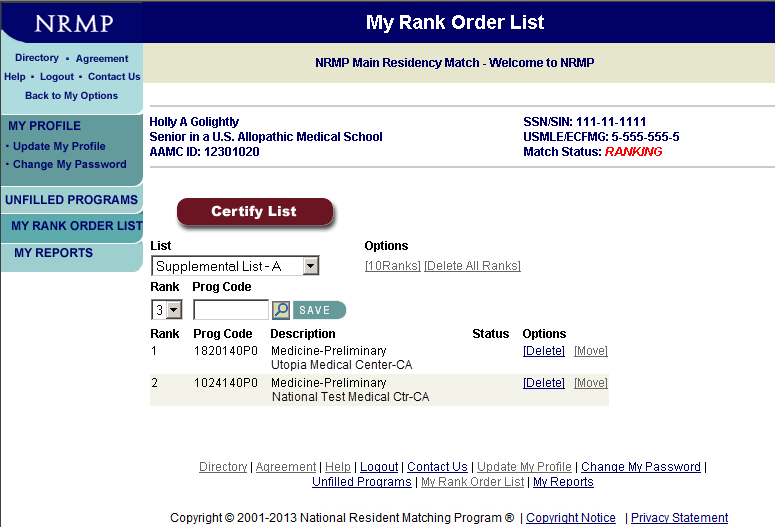 NRMP
My Rank Order List
Directory ▪ Agreement
Help ▪ Logout ▪ Contact Us
Back to My Options
NRMP Main Residency Match - Welcome to NRMP
MY PROFILE
• Update My Profile
• Change My Password
UNFILLED PROGRAMS
MY RANK ORDER LIST
MY REPORTS
Holly A Golightly
Senior in a U.S. Allopathic Medical School
AAMC ID: 12301020
SSN/SIN: 111-11-1111
USMLE/ECFMG: 5-555-555-5
Match Status: RANKING
Certify List
List Options
Supplemental List - A [10Ranks] [Delete All Ranks]
Rank Prog Code
3 SAVE
Rank Prog Code Description Status Options
1 1820140P0 Medicine-Preliminary [Delete] [Move]
Utopia Medical Center-CA
2 1024140P0 Medicine-Preliminary [Delete] [Move]
National Test Medical Ctr-CA
Directory | Agreement | Help | Logout | Contact Us | Update My Profile | Change My Password |
Unfilled Programs | My Rank Order List | My Reports
Copyright © 2001-2013 National Resident Matching Program ® | Copyright Notice | Privacy Statement